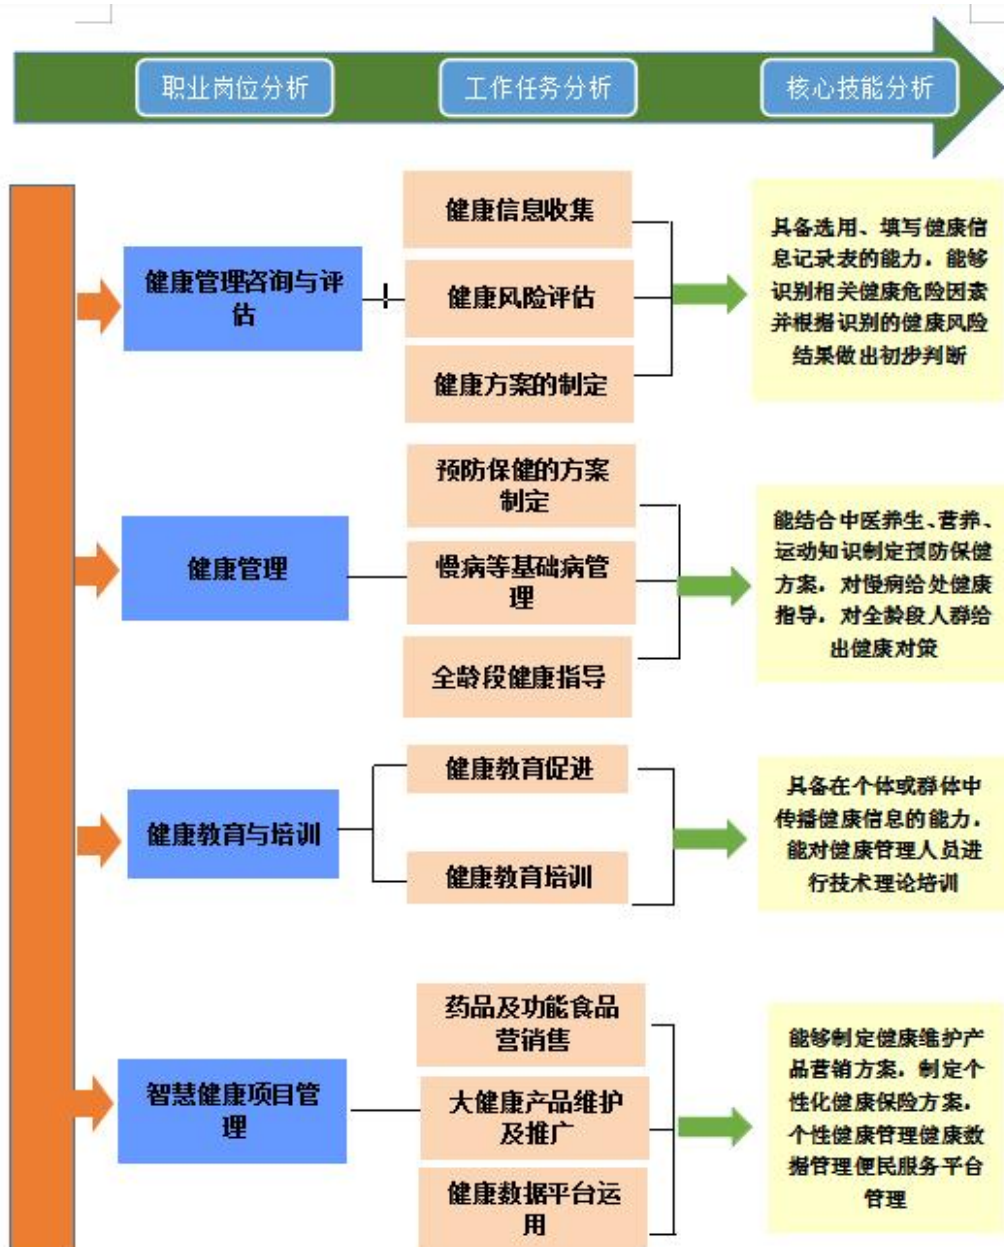 职业岗位分析
工作任务分析
核心技能分析
健康管理咨询与评
估
健康信息收集
健康风险评估
健康方案的制定
具备选用、填写健康信
息记录表的能力，能够
识别相关健康危险因素
并根据识别的健康风险
结果做出初步判断
健康管理
预防保健的方案
制定
慢病等基础病管
理
全龄段健康指导
能结合中医养生、营养、
运动知识制定预防保健
方案，对慢病给处健康
指导，对全龄段人群给
出健康对策
健康教育与培训
健康教育促进
健康教育培训
具备在个体或群体中
传播健康信息的能力，
能对健康管理人员进
行技术理论培训
智慧健康项目管
理
药品及功能食品
营销售
大健康产品维护
及推广
健康数据平台运
用
能够制定健康维护产
品营销方案，制定个
性化健康保险方案，
个性健康管理健康数
据管理便民服务平台
管理